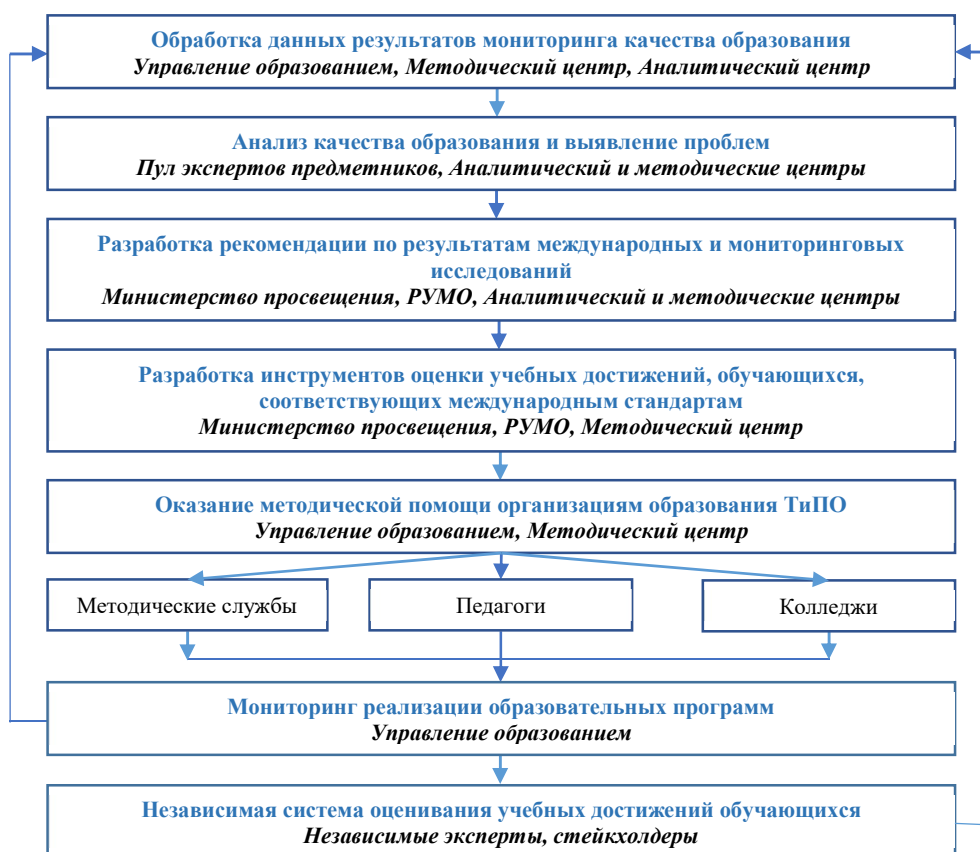 Обработка данных результатов мониторинга качества образования
Управление образованием, Методический центр, Аналитический центр
Анализ качества образования и выявление проблем
Пул экспертов предметников, Аналитический и методические центры
Разработка рекомендации по результатам международных и мониторинговых
исследований
Министерство просвещения, РУМО, Аналитический и методические центры
Разработка инструментов оценки учебных достижений, обучающихся,
соответствующих международным стандартам
Министерство просвещения, РУМО, Методический центр
Оказание методической помощи организациям образования ТиПО
Управление образованием, Методический центр
Методические службы
Педагоги
Колледжи
Мониторинг реализации образовательных программ
Управление образованием
Независимая система оценивания учебных достижений обучающихся
Независимые эксперты, стейкхолдеры